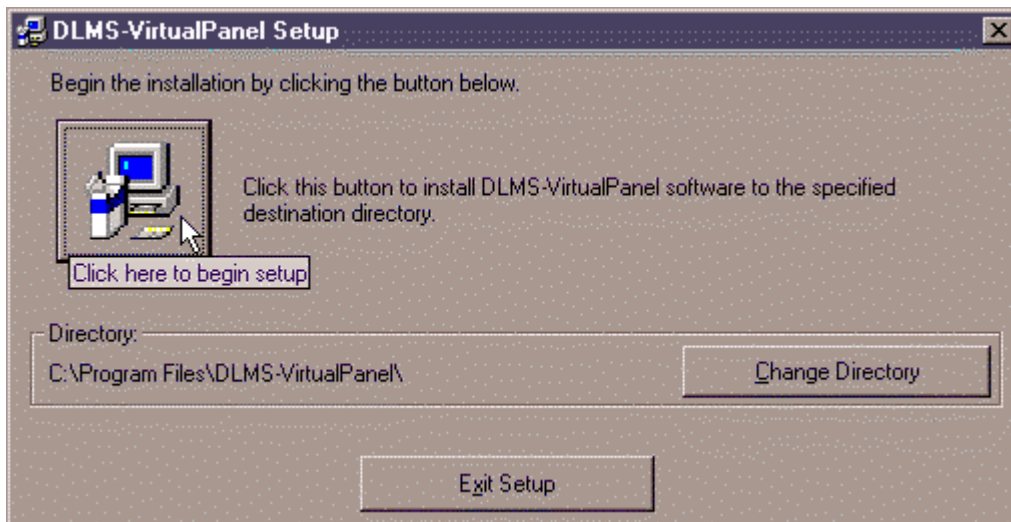 DLMS-VirtualPanel Setup
Begin the installation by clicking the button below.
Click this button to install DLMS-VirtualPanel software to the specified
destination directory.
Click here to begin setup
Directory:
C:\Program Files\DLMS-VirtualPanel\
Change Directory
Exit Setup